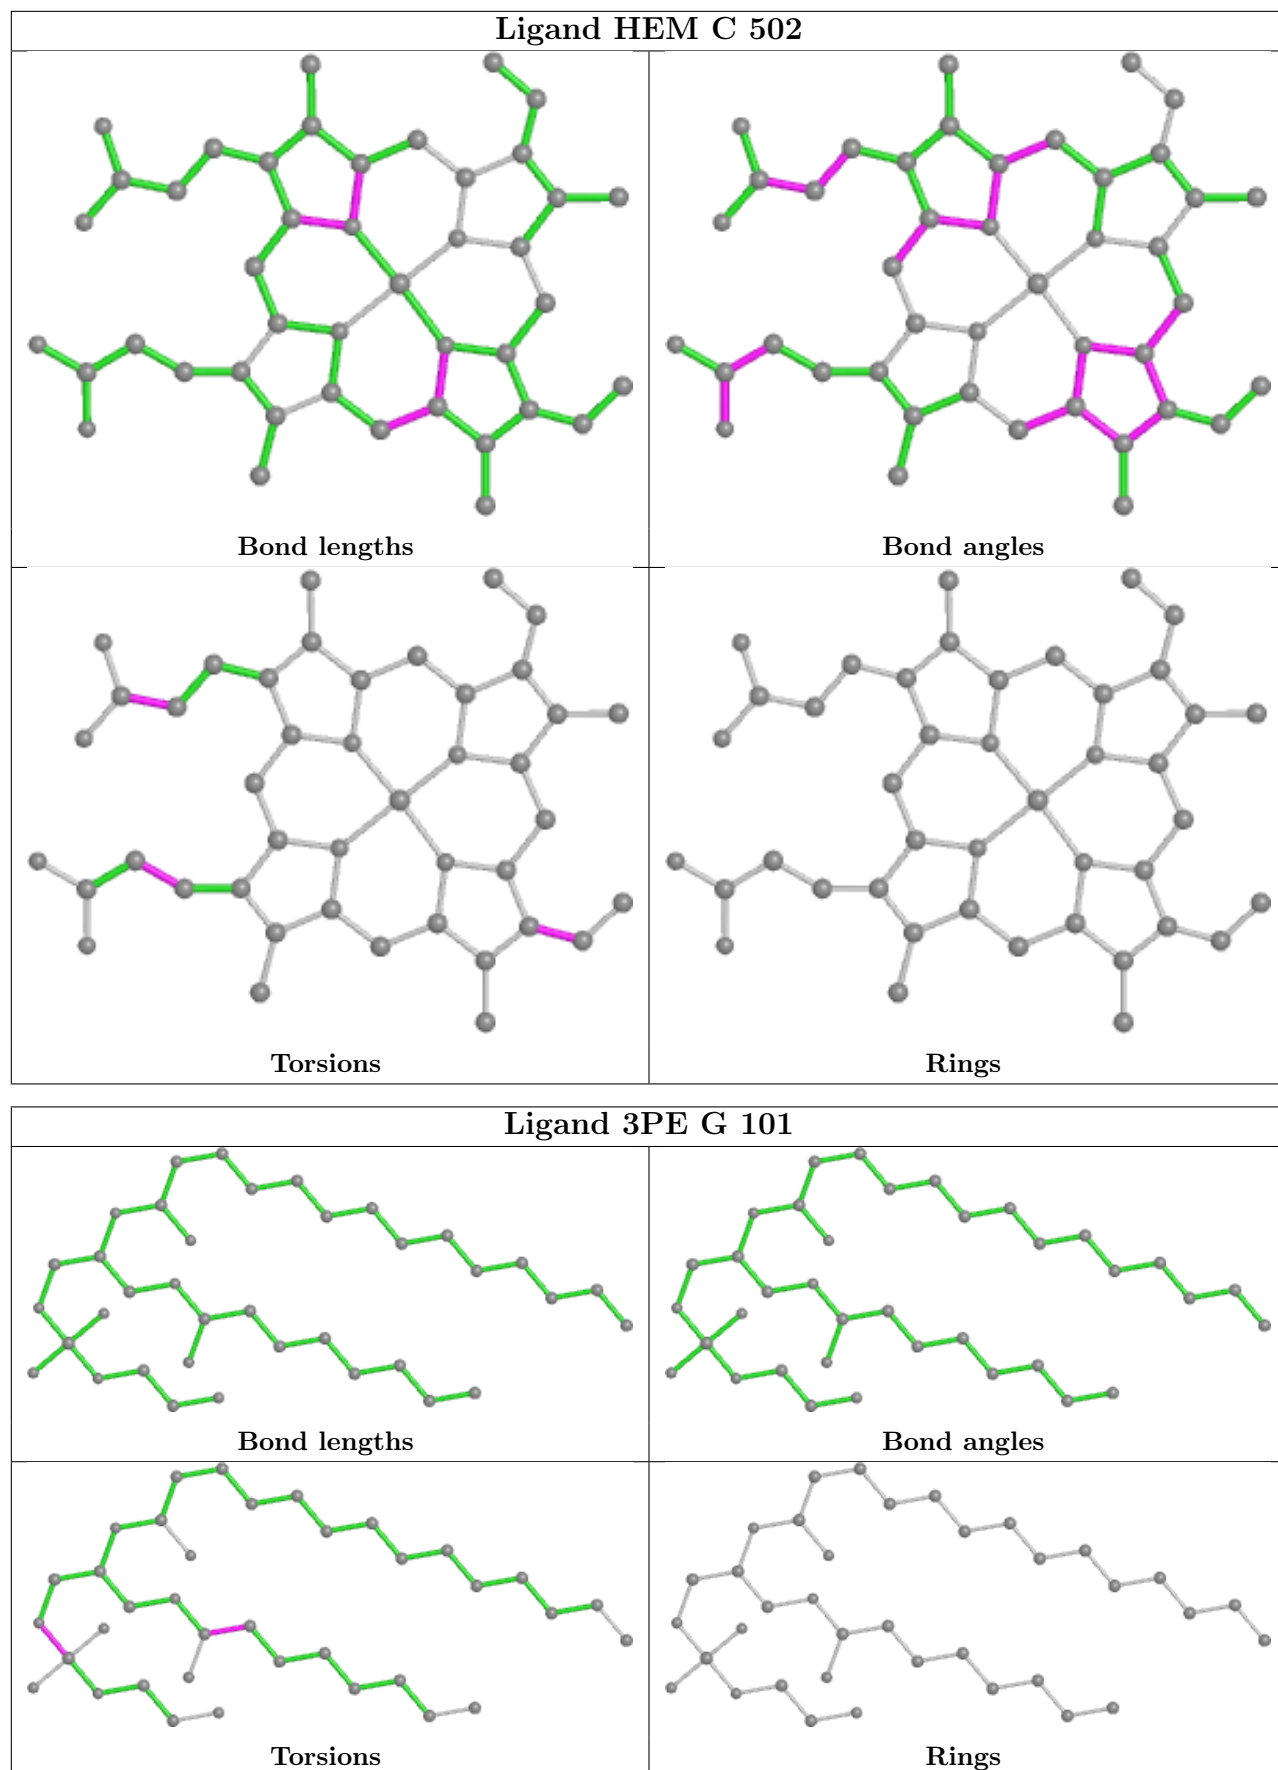 Ligand HEM C 502
Bond lengths
Bond angles
Torsions
Rings
Ligand 3PE G 101
Bond lengths
Bond angles
Torsions
Rings